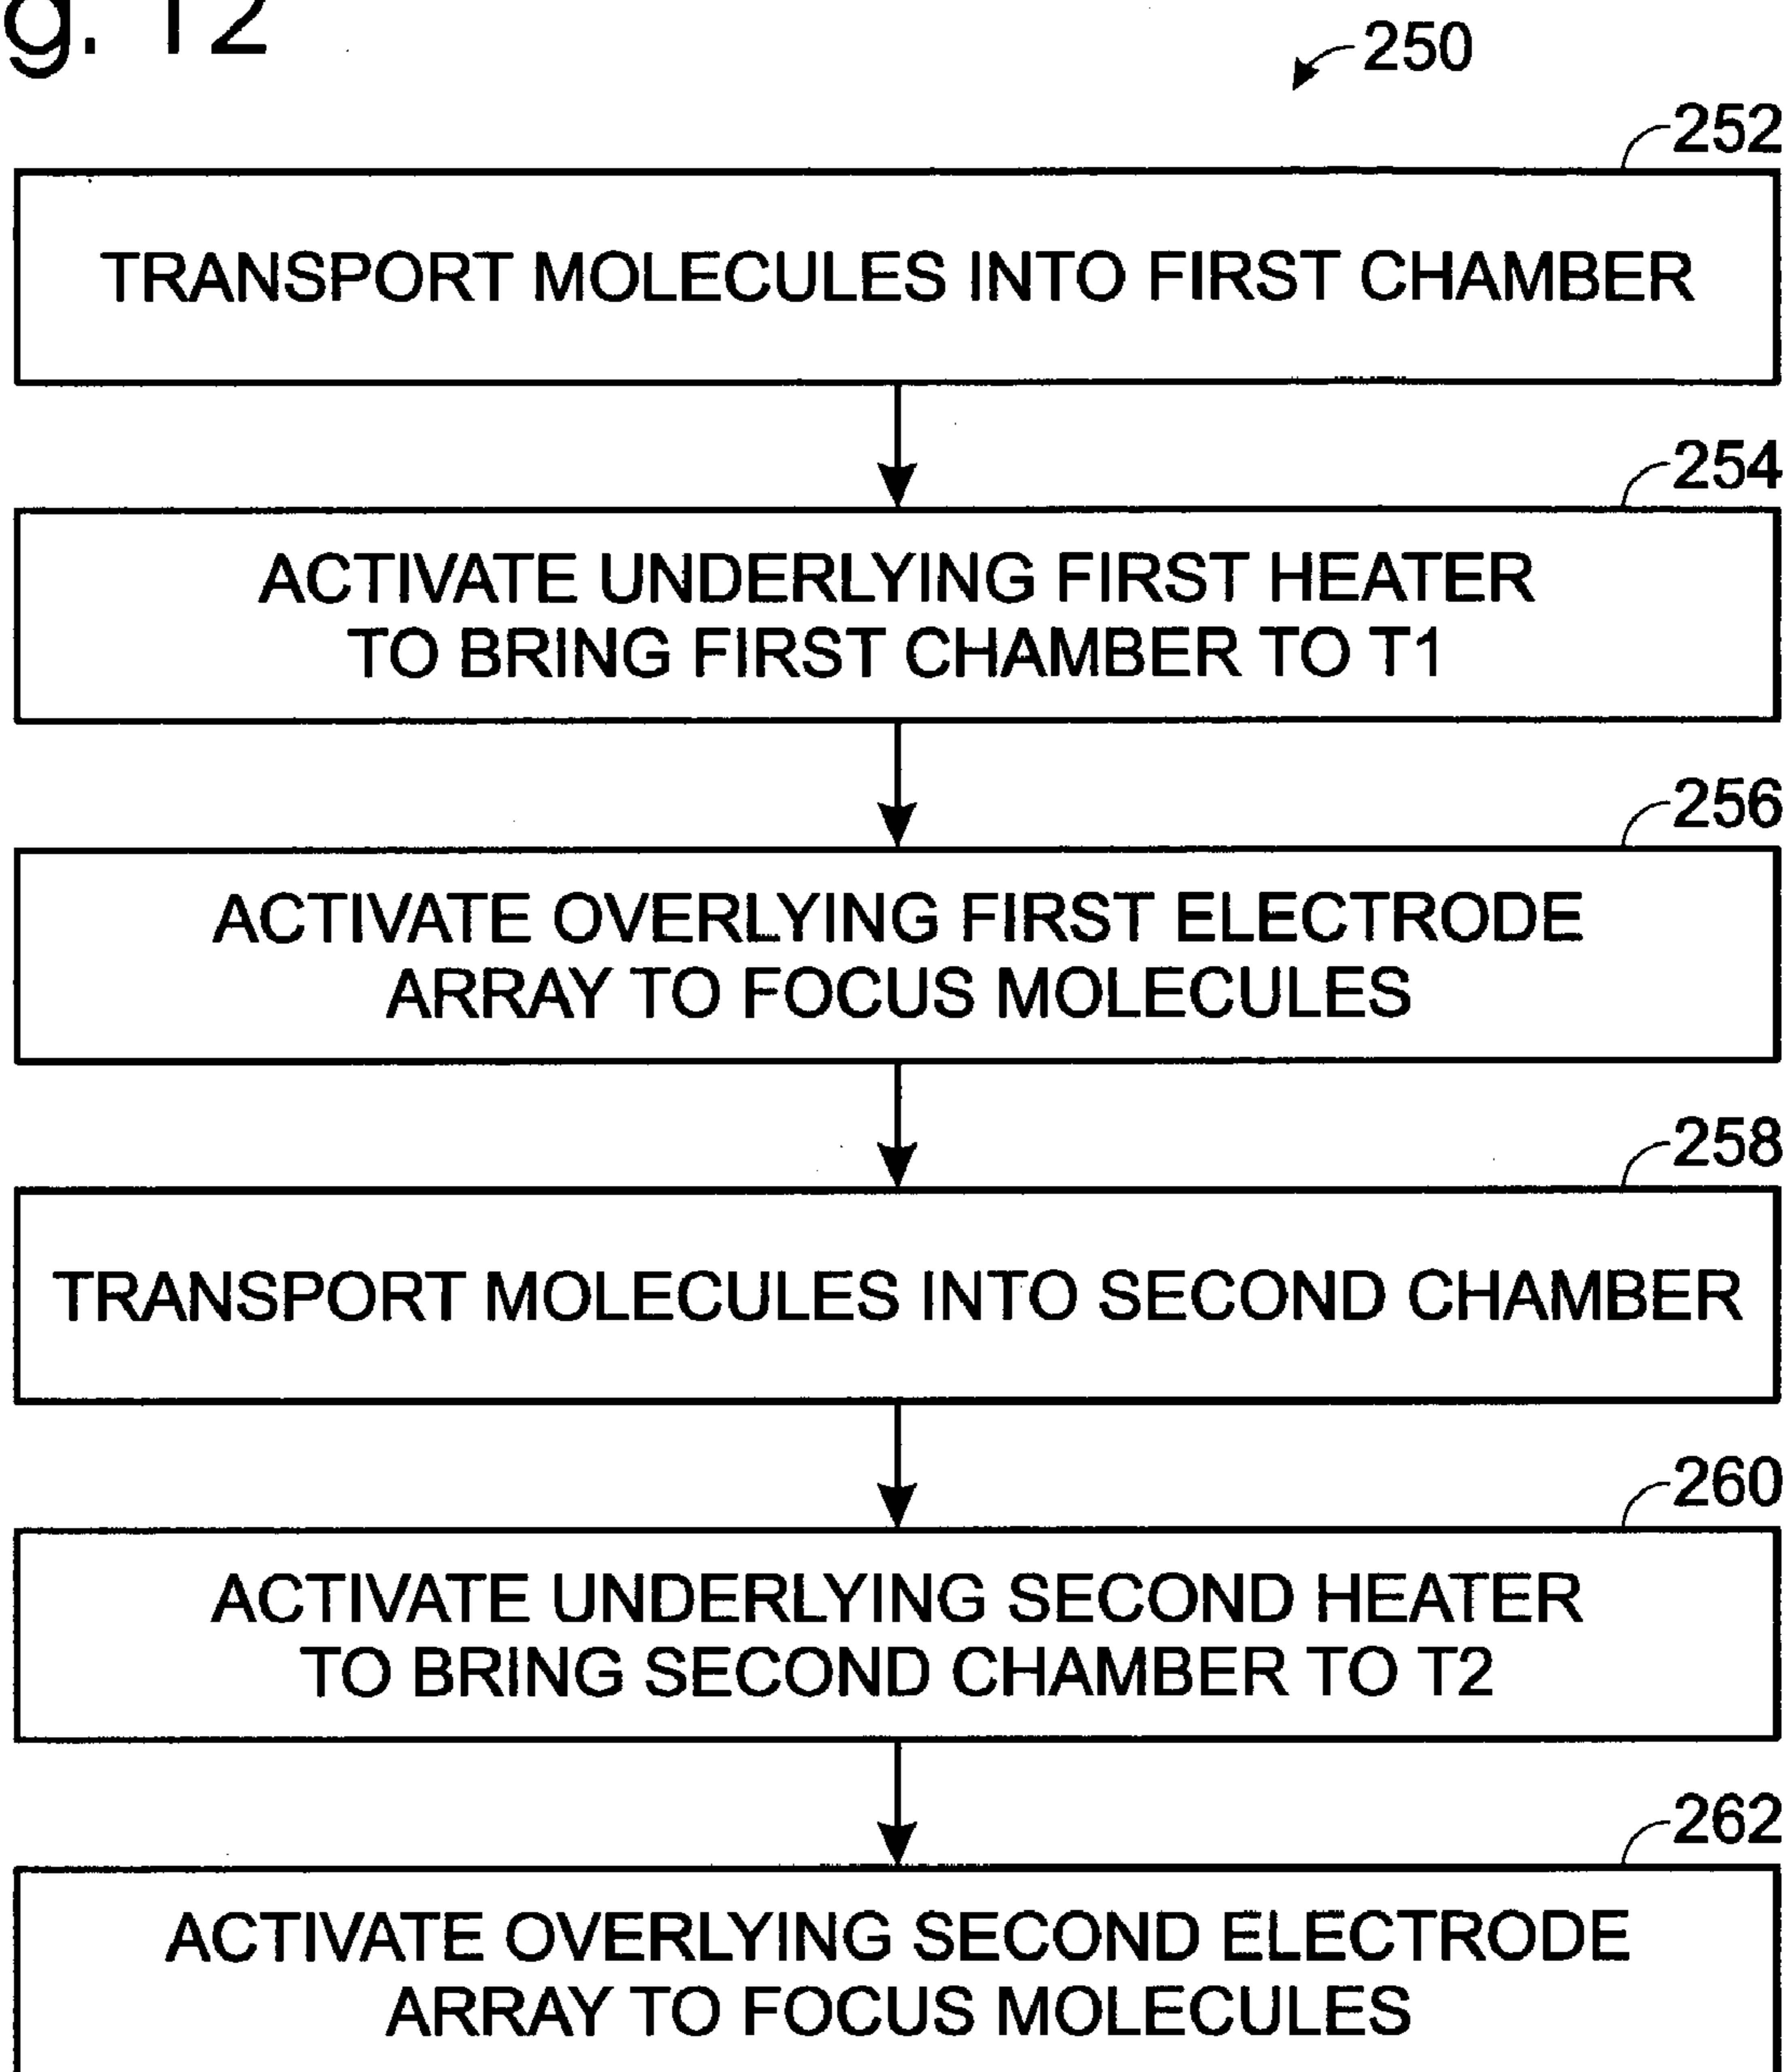 g. 12
250
252
TRANSPORT MOLECULES INTO FIRST CHAMBER
254
ACTIVATE UNDERLYING FIRST HEATER
TO BRING FIRST CHAMBER TO T1
256
ACTIVATE OVERLYING FIRST ELECTRODE
ARRAY TO FOCUS MOLECULES
258
TRANSPORT MOLECULES INTO SECOND CHAMBER
260
ACTIVATE UNDERLYING SECOND HEATER
TO BRING SECOND CHAMBER TO T2
262
ACTIVATE OVERLYING SECOND ELECTRODE
ARRAY TO FOCUS MOLECULES